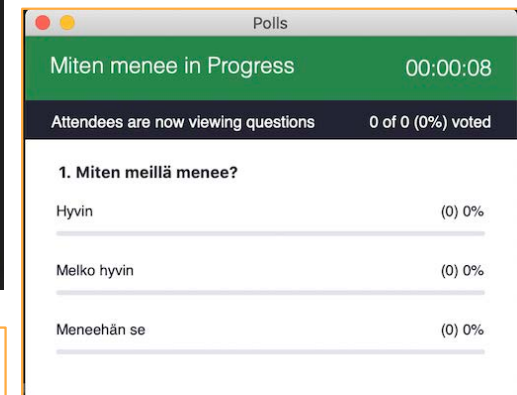 Polls
Miten menee in Progress 00:00:08
Attendees are now viewing questions 0 of 0 (0%) voted
1. Miten meillä menee?
Hyvin (0) 0%
Melko hyvin (0) 0%
Meneehän se (0) 0%